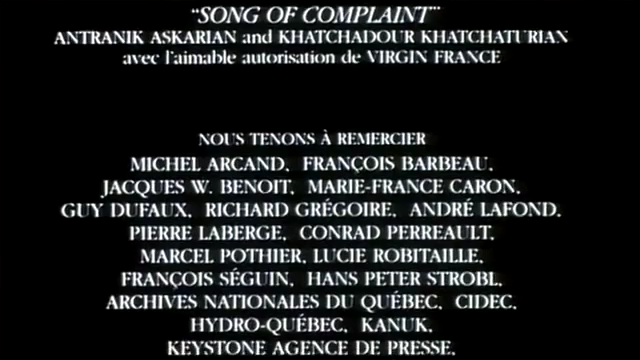 "SONG OF COMPLAINT"
ANTRANIK ASKARIAN and KHATCHADOUR KHATCHATURIAN
avec l'aimable autorisation de VIRGIN FRANCE
NOUS TENONS À REMERCIER
MICHEL ARCAND, FRANÇOIS BARBEAU,
JACQUES W. BENOIT, MARIE-FRANCE CARON,
GUY DUFAUX, RICHARD GRÉGOIRE, ANDRÉ LAFOND,
PIERRE LABERGE, CONRAD PERREAULT,
MARCEL POTHIER, LUCIE ROBITAILLE,
FRANÇOIS SÉGUIN, HANS PETER STROBL,
ARCHIVES NATIONALES DU QUÉBEC, CIDEC,
HYDRO-QUÉBEC, KANUK,
KEYSTONE AGENCE DE PRESSE,